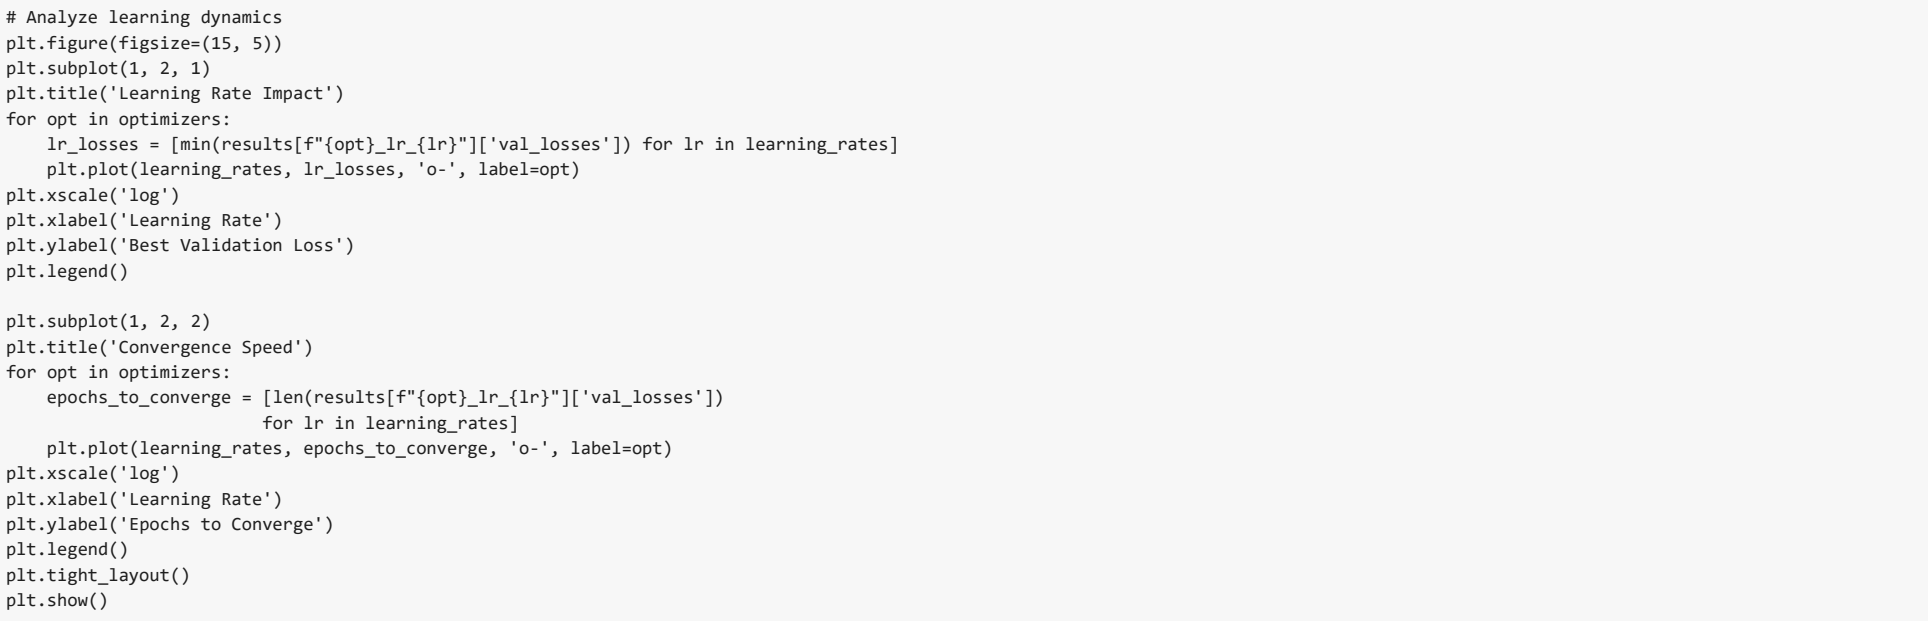 # Analyze learning dynamics
plt.figure(figsize=(15, 5))
plt.subplot(1, 2, 1)
plt.title('Learning Rate Impact')
for opt in optimizers:
    lr_losses = [min(results[f"{opt}_lr_{lr}"]['val_losses']) for lr in learning_rates]
    plt.plot(learning_rates, lr_losses, 'o-', label=opt)
plt.xscale('log')
plt.xlabel('Learning Rate')
plt.ylabel('Best Validation Loss')
plt.legend()

plt.subplot(1, 2, 2)
plt.title('Convergence Speed')
for opt in optimizers:
    epochs_to_converge = [len(results[f"{opt}_lr_{lr}"]['val_losses'])
                         for lr in learning_rates]
    plt.plot(learning_rates, epochs_to_converge, 'o-', label=opt)
plt.xscale('log')
plt.xlabel('Learning Rate')
plt.ylabel('Epochs to Converge')
plt.legend()
plt.tight_layout()
plt.show()